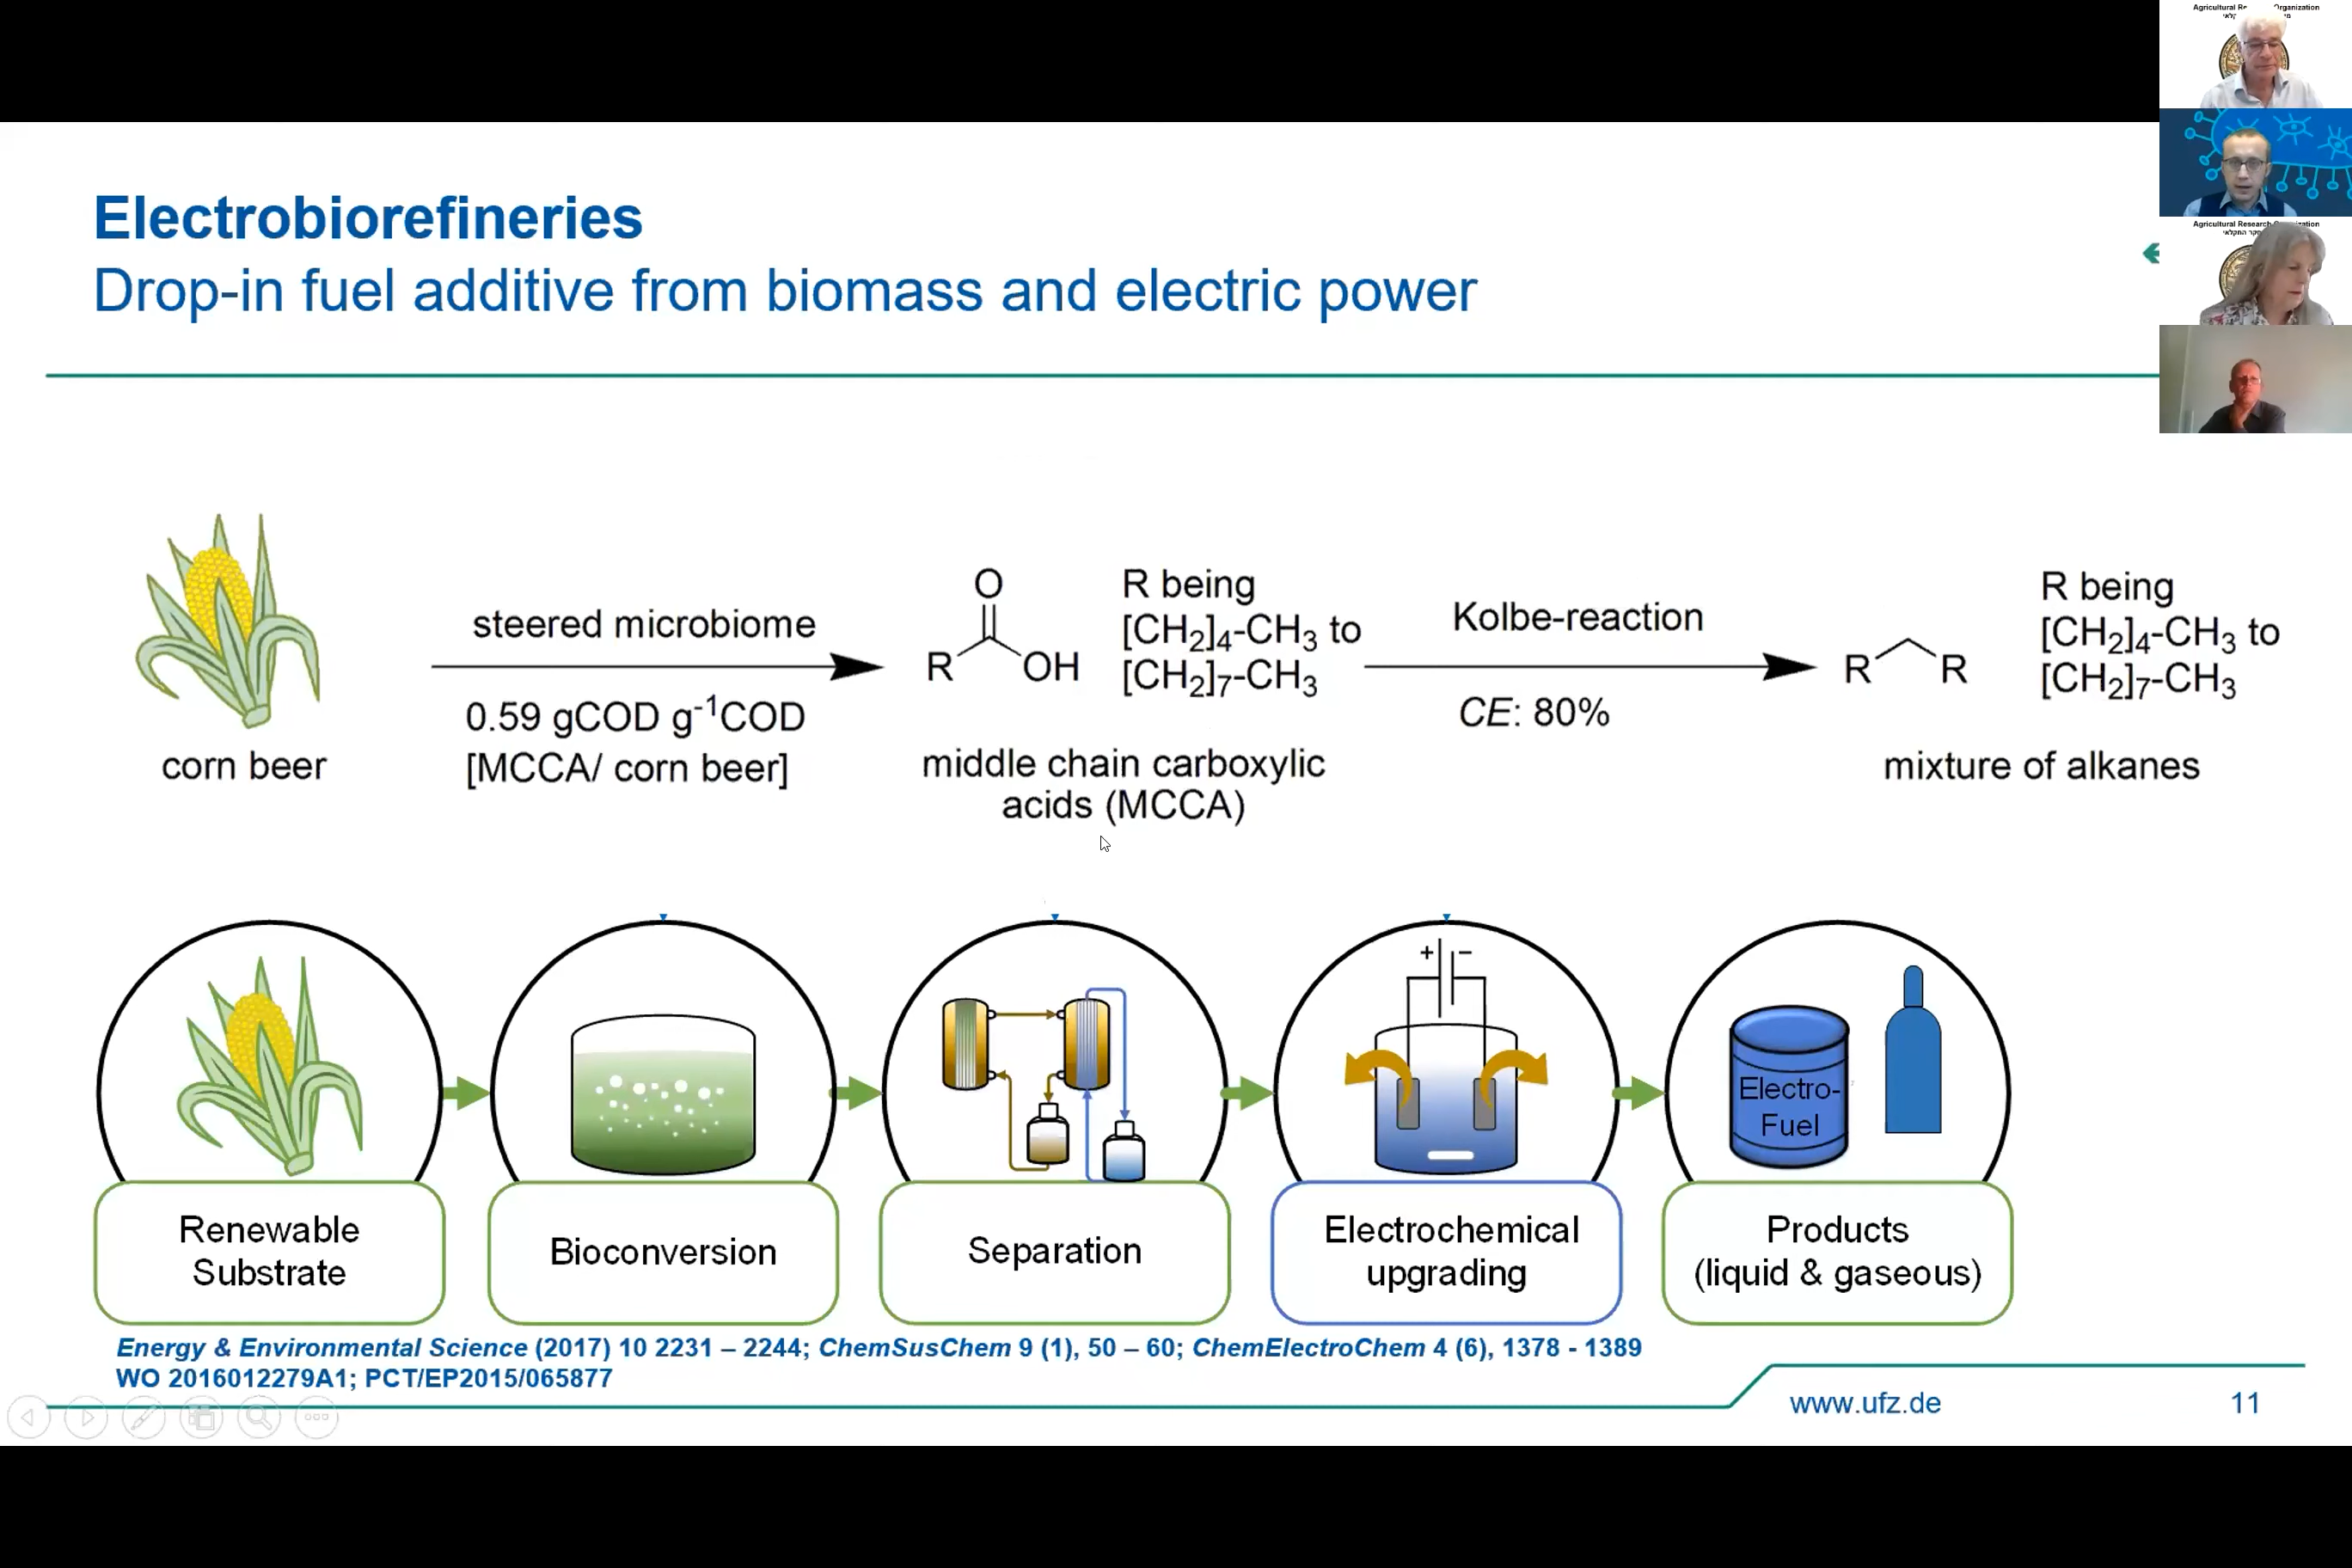 Electrobiorefineries
Drop-in fuel additive from biomass and electric power
corn beer
steered microbiome
0.59 gCOD g⁻¹COD
[MCCA/ corn beer]
O
R
OH
R being
[CH₂]₄-CH₃ to
[CH₂]₇-CH₃
middle chain carboxylic
acids (MCCA)
Kolbe-reaction
CE: 80%
R R
R being
[CH₂]₄-CH₃ to
[CH₂]₇-CH₃
mixture of alkanes
+ −
Electro-
Fuel
Renewable
Substrate
Bioconversion
Separation
Electrochemical
upgrading
Products
(liquid & gaseous)
Energy & Environmental Science (2017) 10 2231 – 2244; ChemSusChem 9 (1), 50 – 60; ChemElectroChem 4 (6), 1378 - 1389
WO 2016012279A1; PCT/EP2015/065877
www.ufz.de
11
Agricultural Organization
Agricultural Research